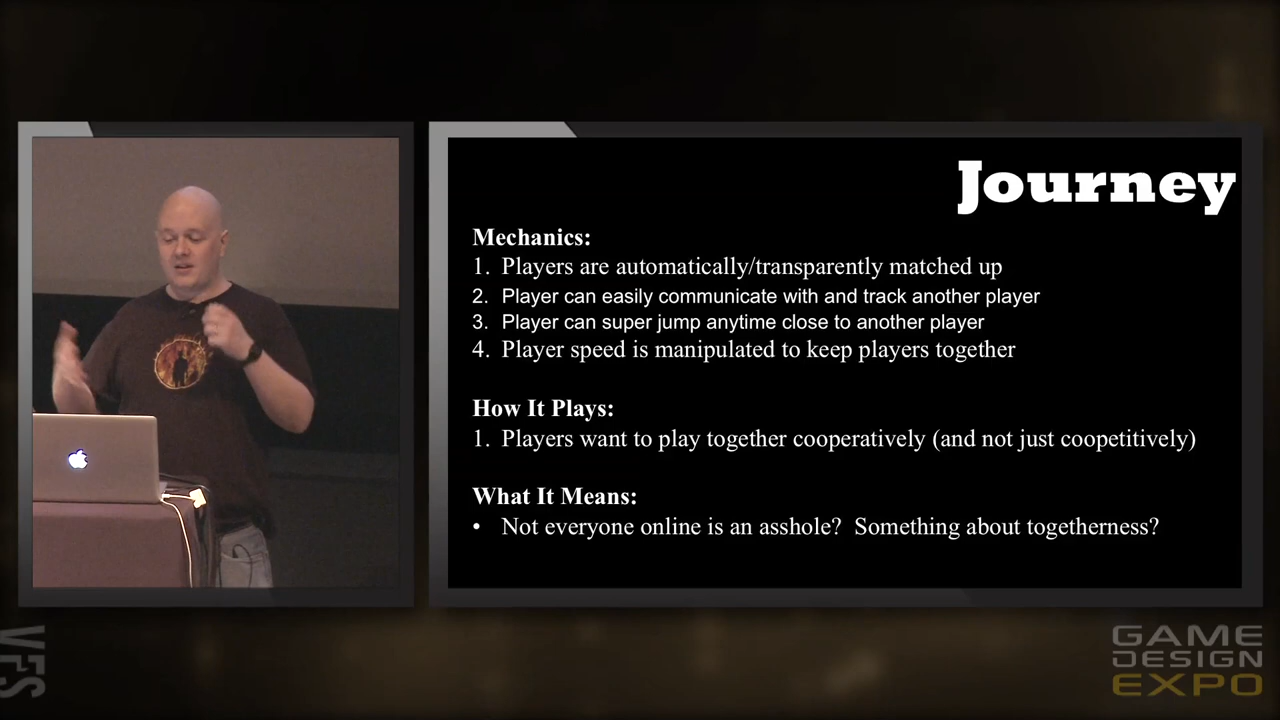 Journey
Mechanics:
1. Players are automatically/transparently matched up
2. Player can easily communicate with and track another player
3. Player can super jump anytime close to another player
4. Player speed is manipulated to keep players together
How It Plays:
1. Players want to play together cooperatively (and not just coopetitively)
What It Means:
• Not everyone online is an asshole?  Something about togetherness?
VFS
GAME
DESIGN
EXPO